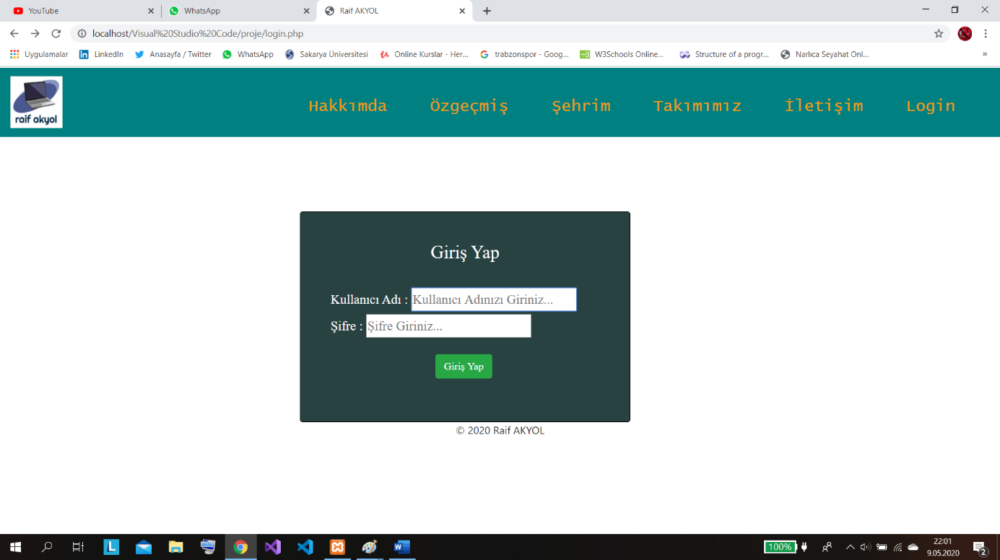 YouTube
WhatsApp
Raif AKYOL
localhost/Visual%20Studio%20Code/proje/login.php
Uygulamalar
LinkedIn
Anasayfa / Twitter
WhatsApp
Sakarya Üniversitesi
Online Kurslar - Her...
trabzonspor - Goog...
W3Schools Online...
Structure of a progr...
Narlıca Seyahat Onl...
»
raif akyol
Hakkımda
Özgeçmiş
Şehrim
Takımımız
İletişim
Login
Giriş Yap
Kullanıcı Adı : Kullanıcı Adınızı Giriniz...
Şifre : Şifre Giriniz...
Giriş Yap
© 2020 Raif AKYOL
100%
22:01
9.05.2020
2